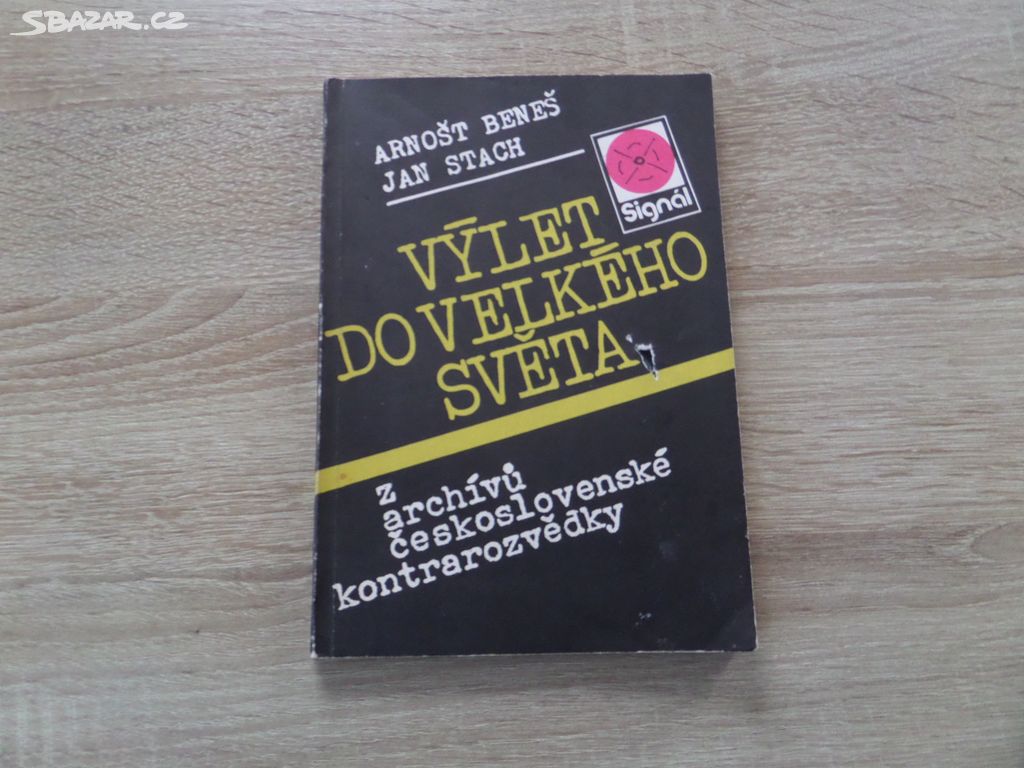 SBAZAR.CZ
ARNOŠT BENEŠ
JAN STACH
Signál
VÝLET
DO VELKÉHO
SVĚTA
z
archívů
československé
kontrarozvědky